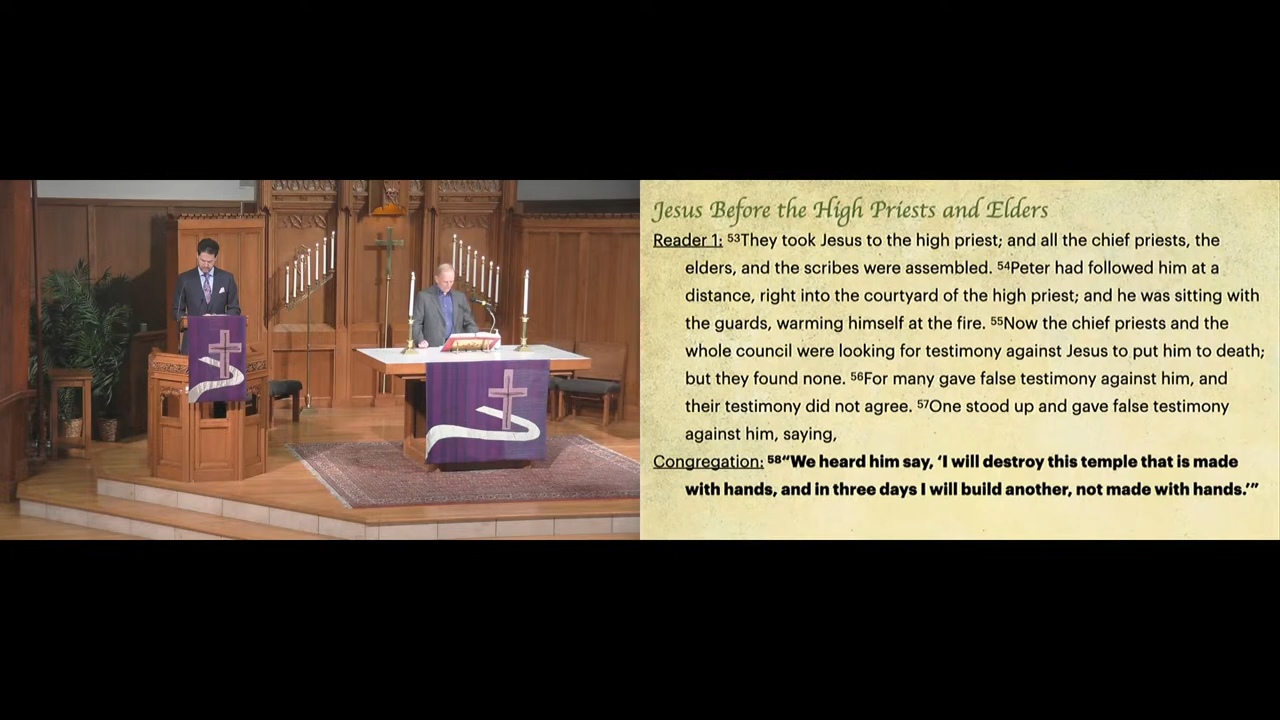 Jesus Before the High Priests and Elders
Reader 1: ⁵³They took Jesus to the high priest; and all the chief priests, the
elders, and the scribes were assembled. ⁵⁴Peter had followed him at a
distance, right into the courtyard of the high priest; and he was sitting with
the guards, warming himself at the fire. ⁵⁵Now the chief priests and the
whole council were looking for testimony against Jesus to put him to death;
but they found none. ⁵⁶For many gave false testimony against him, and
their testimony did not agree. ⁵⁷One stood up and gave false testimony
against him, saying,
Congregation: ⁵⁸“We heard him say, ‘I will destroy this temple that is made
with hands, and in three days I will build another, not made with hands.’”